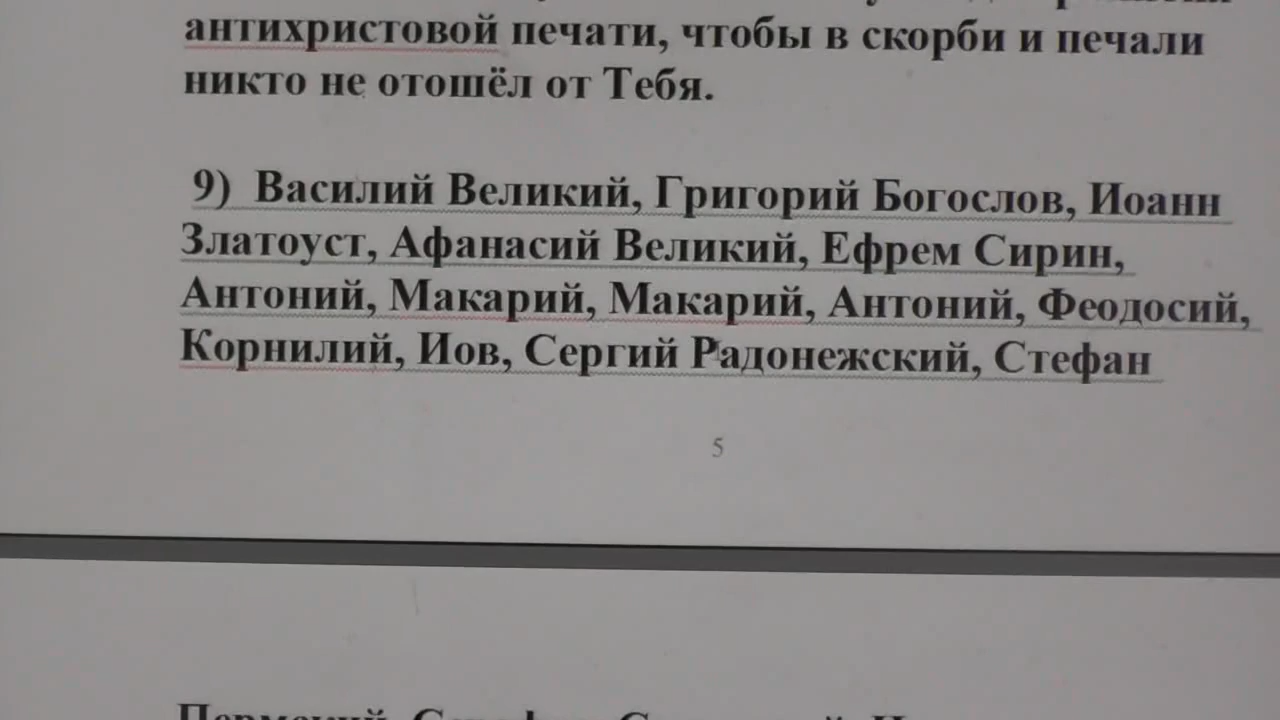 антихристовой печати, чтобы в скорби и печали
никто не отошёл от Тебя.
9) Василий Великий, Григорий Богослов, Иоанн
Златоуст, Афанасий Великий, Ефрем Сирин,
Антоний, Макарий, Макарий, Антоний, Феодосий,
Корнилий, Иов, Сергий Радонежский, Стефан
5